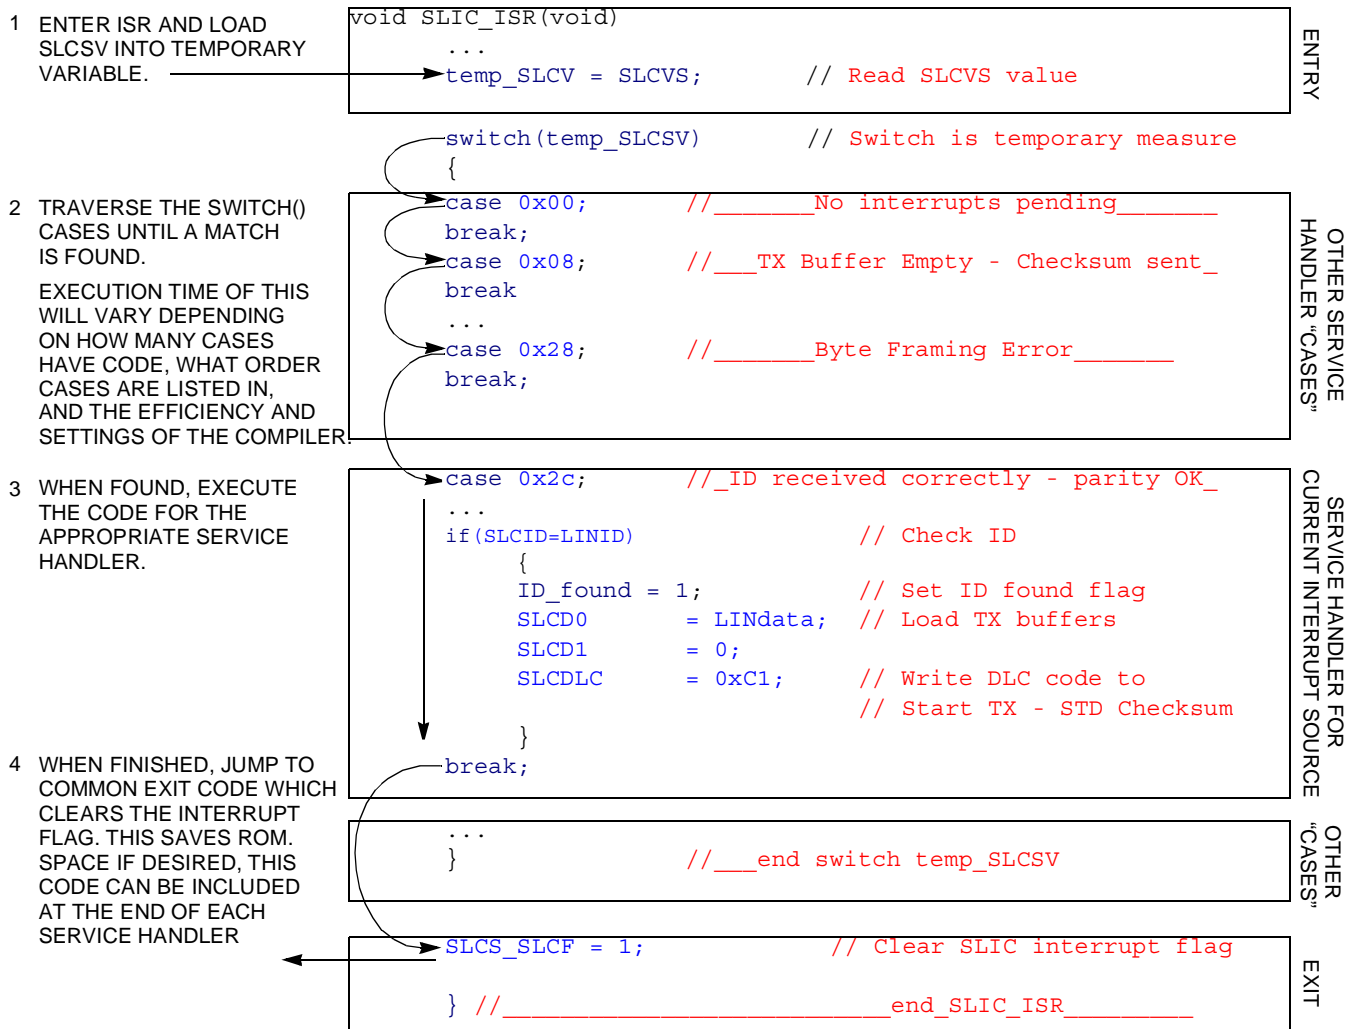 1 ENTER ISR AND LOAD
SLCSV INTO TEMPORARY
VARIABLE.
void SLIC_ISR(void)
...
temp_SLCV = SLCVS; // Read SLCVS value
ENTRY
switch(temp_SLCSV) // Switch is temporary measure
{
2 TRAVERSE THE SWITCH()
CASES UNTIL A MATCH
IS FOUND.
EXECUTION TIME OF THIS
WILL VARY DEPENDING
ON HOW MANY CASES
HAVE CODE, WHAT ORDER
CASES ARE LISTED IN,
AND THE EFFICIENCY AND
SETTINGS OF THE COMPILER.
case 0x00; //_______No interrupts pending_______
break;
case 0x08; //___TX Buffer Empty - Checksum sent_
break
...
case 0x28; //_______Byte Framing Error_______
break;
OTHER SERVICE
HANDLER “CASES”
3 WHEN FOUND, EXECUTE
THE CODE FOR THE
APPROPRIATE SERVICE
HANDLER.
case 0x2c; //_ID received correctly - parity OK_
...
if(SLCID=LINID) // Check ID
{
ID_found = 1; // Set ID found flag
SLCD0 = LINdata; // Load TX buffers
SLCD1 = 0;
SLCDLC = 0xC1; // Write DLC code to
// Start TX - STD Checksum
}
break;
SERVICE HANDLER FOR
CURRENT INTERRUPT SOURCE
4 WHEN FINISHED, JUMP TO
COMMON EXIT CODE WHICH
CLEARS THE INTERRUPT
FLAG. THIS SAVES ROM.
SPACE IF DESIRED, THIS
CODE CAN BE INCLUDED
AT THE END OF EACH
SERVICE HANDLER
...
} //___end switch temp_SLCSV
OTHER
“CASES”
SLCS_SLCF = 1; // Clear SLIC interrupt flag
} //___________________________end_SLIC_ISR_________
EXIT